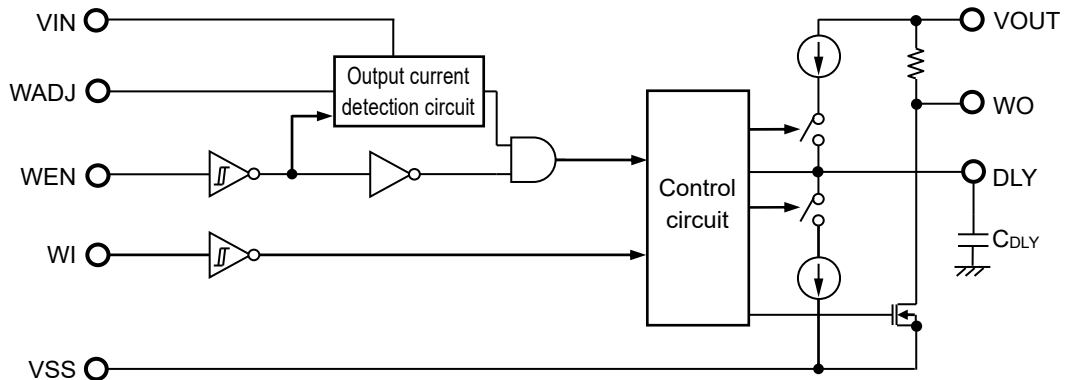 VIN
VOUT
Output current
detection circuit
WADJ
WO
WEN
DLY
Control
circuit
CDLY
WI
VSS